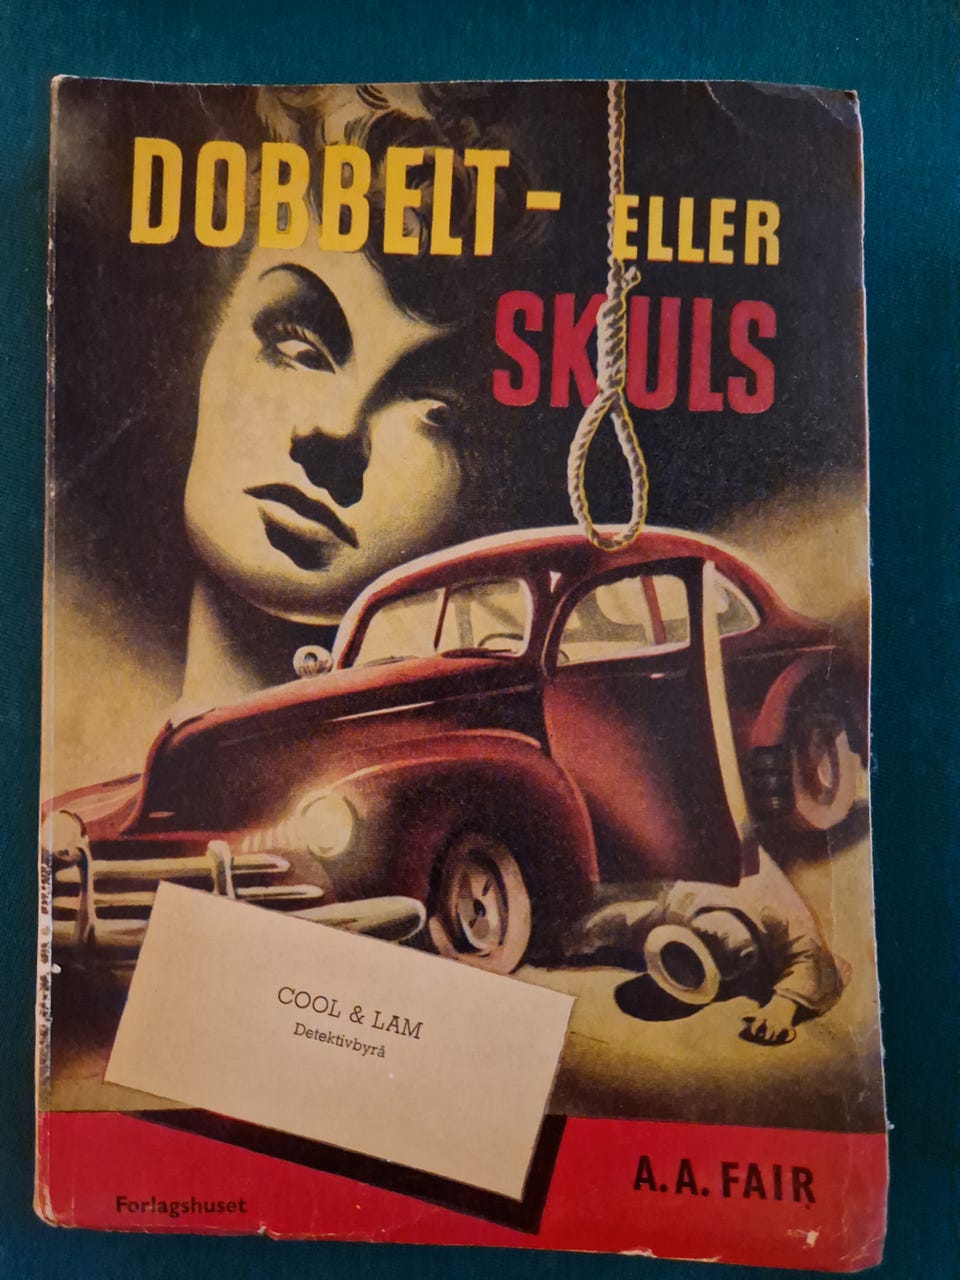 DOBBELT-
ELLER
SKULS
COOL & LAM
Detektivbyrå
A.A. FAIR
Forlagshuset